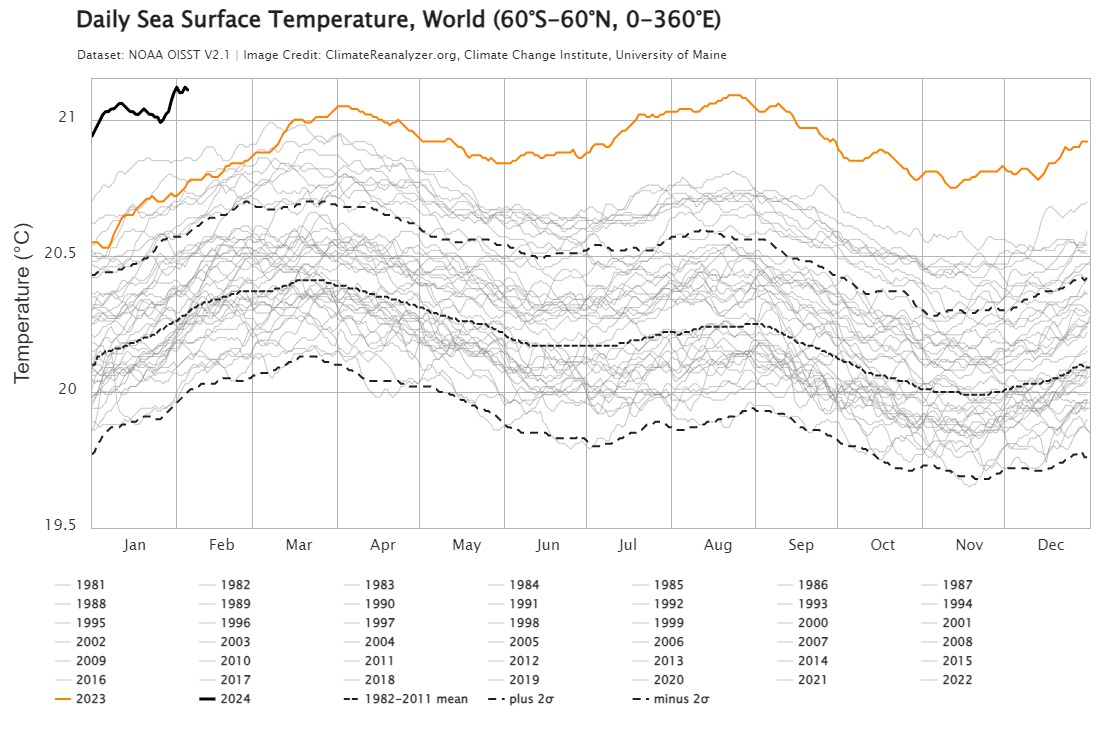 Daily Sea Surface Temperature, World (60°S–60°N, 0–360°E)
Dataset: NOAA OISST V2.1 | Image Credit: ClimateReanalyzer.org, Climate Change Institute, University of Maine
Temperature (°C)
21
20.5
20
19.5
Jan Feb Mar Apr May Jun Jul Aug Sep Oct Nov Dec
1981 1982 1983 1984 1985 1986 1987
1988 1989 1990 1991 1992 1993 1994
1995 1996 1997 1998 1999 2000 2001
2002 2003 2004 2005 2006 2007 2008
2009 2010 2011 2012 2013 2014 2015
2016 2017 2018 2019 2020 2021 2022
2023 2024 1982–2011 mean plus 2σ minus 2σ